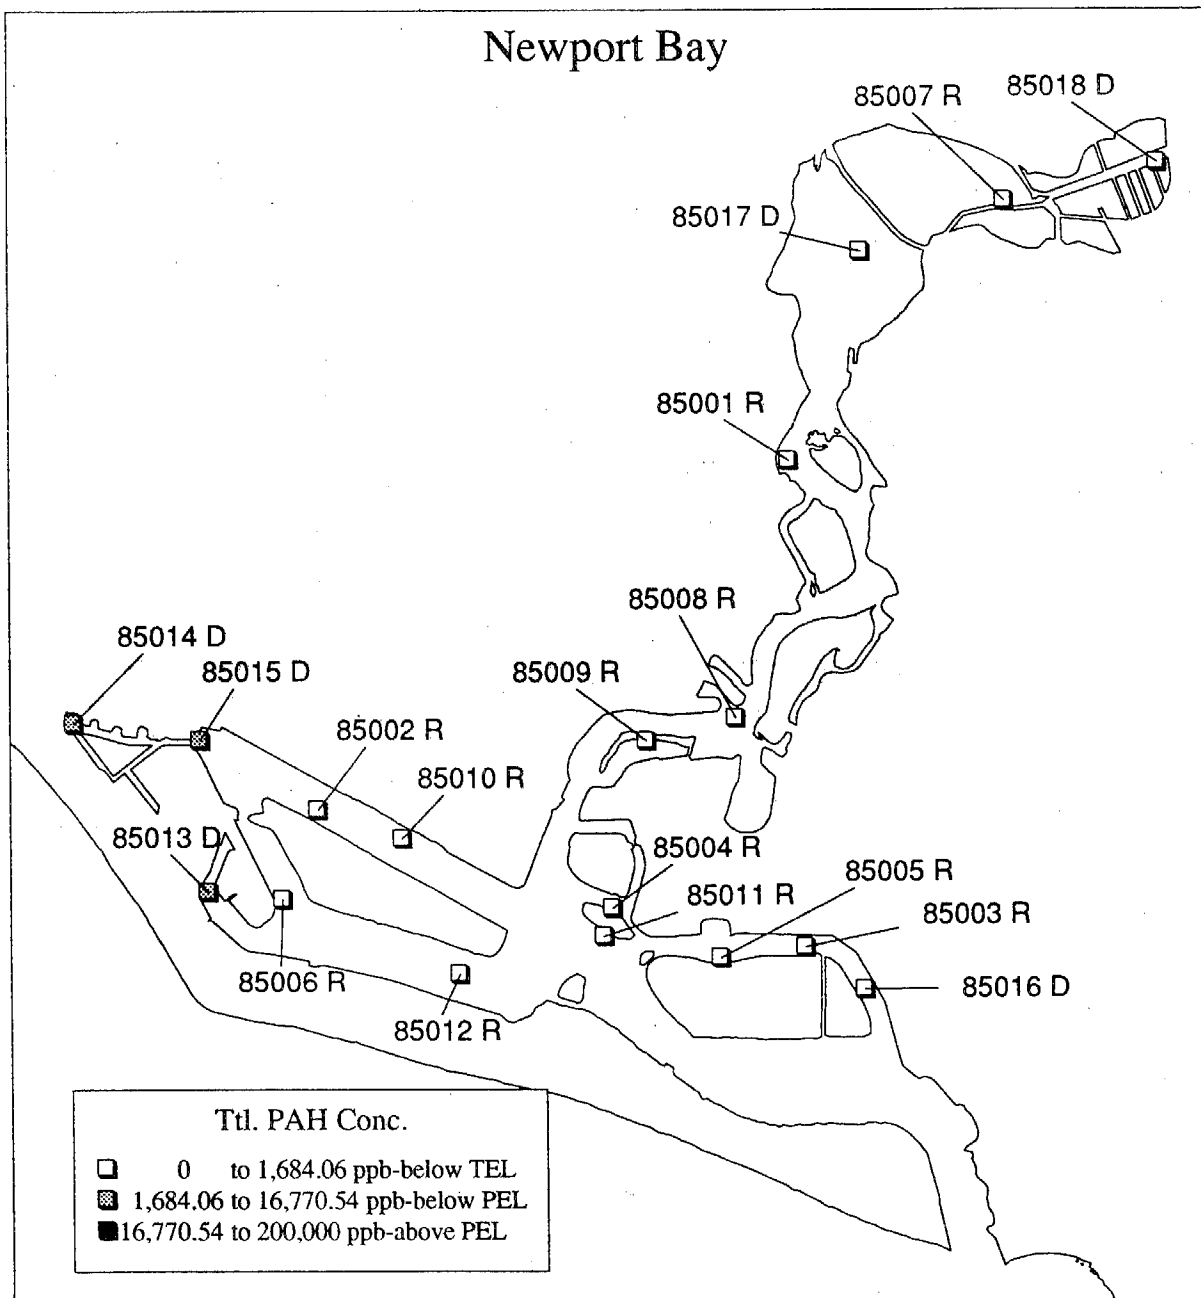 Newport Bay
85018 D
85007 R
85017 D
85001 R
85008 R
85014 D
85015 D
85009 R
85002 R
85010 R
85013 D
85004 R
85005 R
85011 R
85003 R
85006 R
85016 D
85012 R
Ttl. PAH Conc.
0 to 1,684.06 ppb-below TEL
1,684.06 to 16,770.54 ppb-below PEL
16,770.54 to 200,000 ppb-above PEL